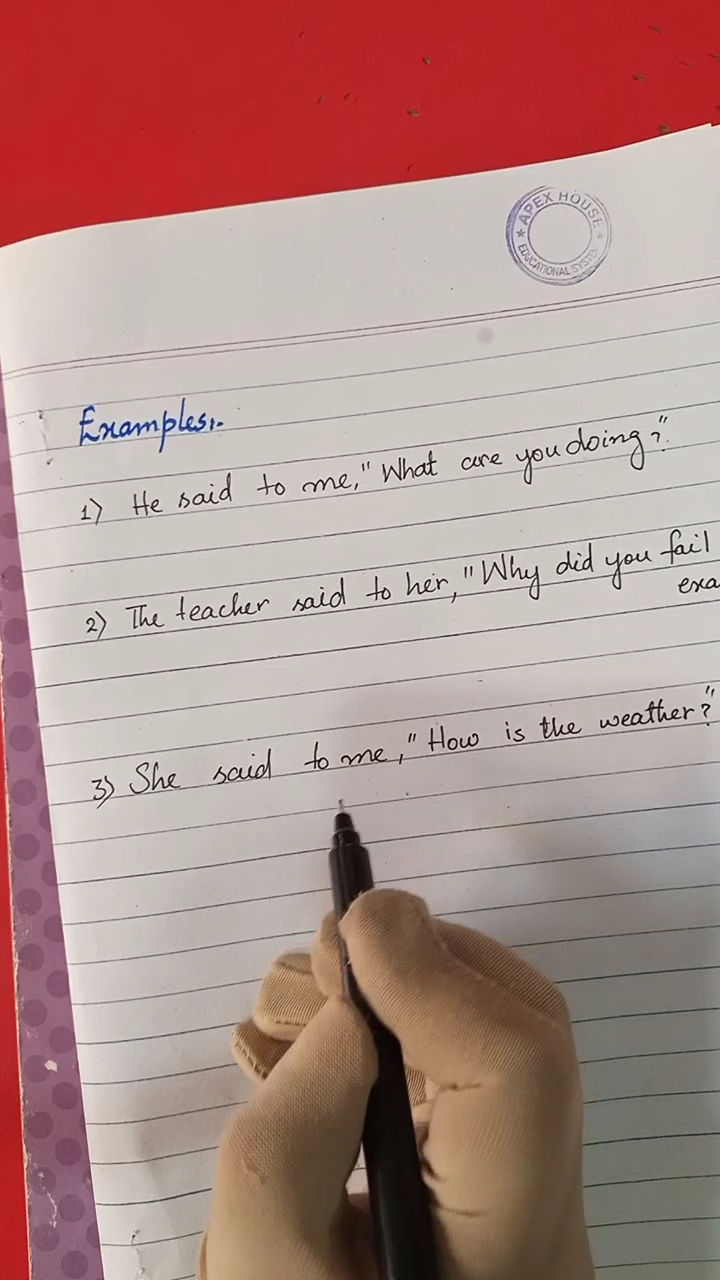 APEX HOUSE
EDUCATIONAL SYSTEM
Examples:-
1) He said to me, "What are you doing?"
2) The teacher said to her, "Why did you fail
3) She said to me, "How is the weather?"